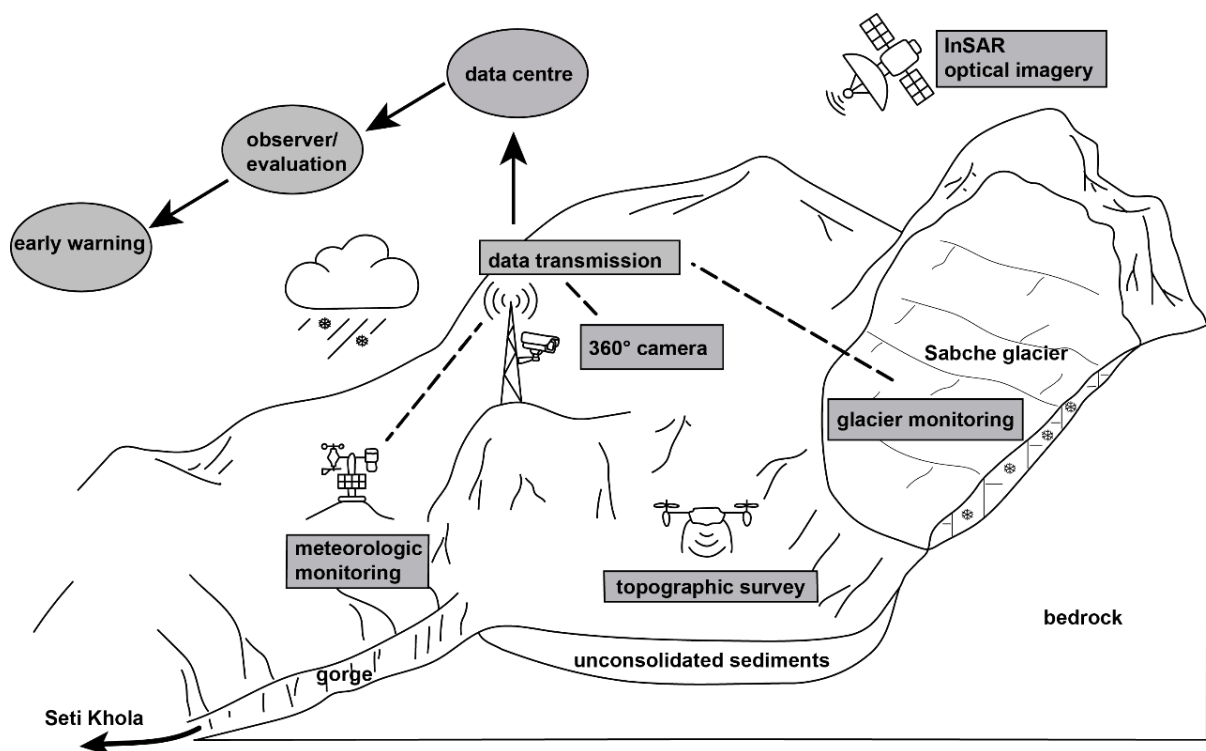 InSAR
optical imagery
data centre
observer/
evaluation
early warning
data transmission
360° camera
Sabche glacier
glacier monitoring
meteorologic
monitoring
topographic survey
bedrock
unconsolidated sediments
gorge
Seti Khola